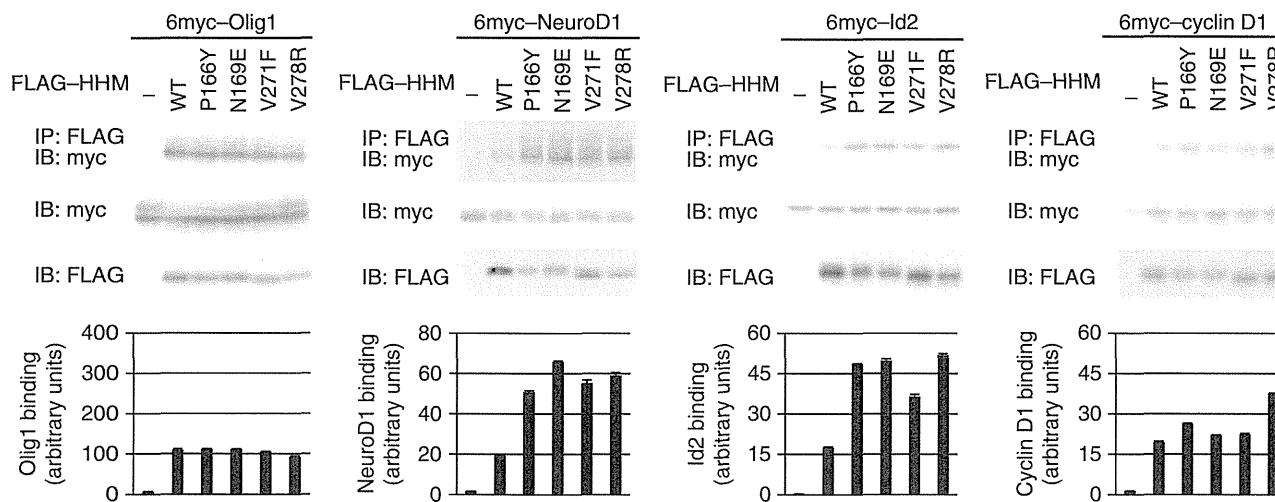 6myc–Olig1
FLAG–HHM
–
WT
P166Y
N169E
V271F
V278R
IP: FLAG
IB: myc
IB: myc
IB: FLAG
400
300
200
100
0
Olig1 binding
(arbitrary units)
6myc–NeuroD1
FLAG–HHM
–
WT
P166Y
N169E
V271F
V278R
IP: FLAG
IB: myc
IB: myc
IB: FLAG
80
60
40
20
0
NeuroD1 binding
(arbitrary units)
6myc–Id2
FLAG–HHM
–
WT
P166Y
N169E
V271F
V278R
IP: FLAG
IB: myc
IB: myc
IB: FLAG
60
45
30
15
0
Id2 binding
(arbitrary units)
6myc–cyclin D1
FLAG–HHM
–
WT
P166Y
N169E
V271F
V278R
IP: FLAG
IB: myc
IB: myc
IB: FLAG
60
45
30
15
0
Cyclin D1 binding
(arbitrary units)